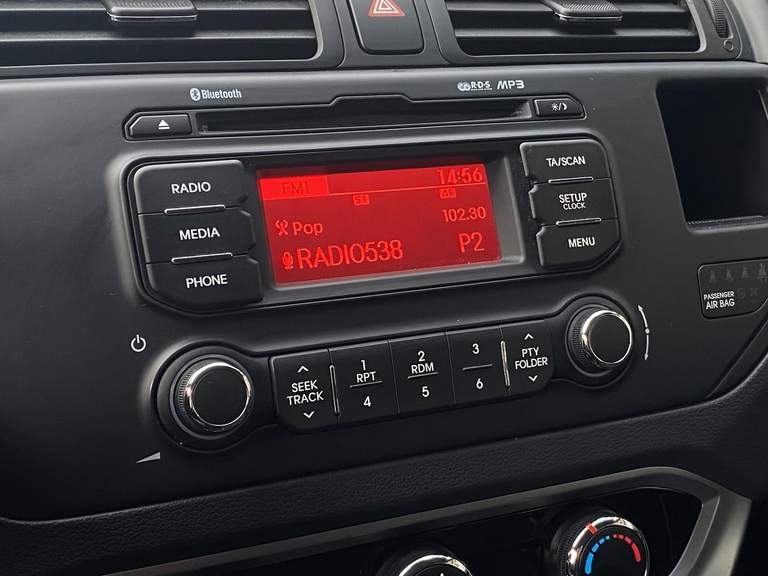 Bluetooth
R·D·S MP3
RADIO
MEDIA
PHONE
FM1
14:56
ST
AF
Pop
102.30
RADIO538
P2
TA/SCAN
SETUP
CLOCK
MENU
PASSENGER
AIR BAG
SEEK
TRACK
1
RPT
4
2
RDM
5
3
6
PTY
FOLDER